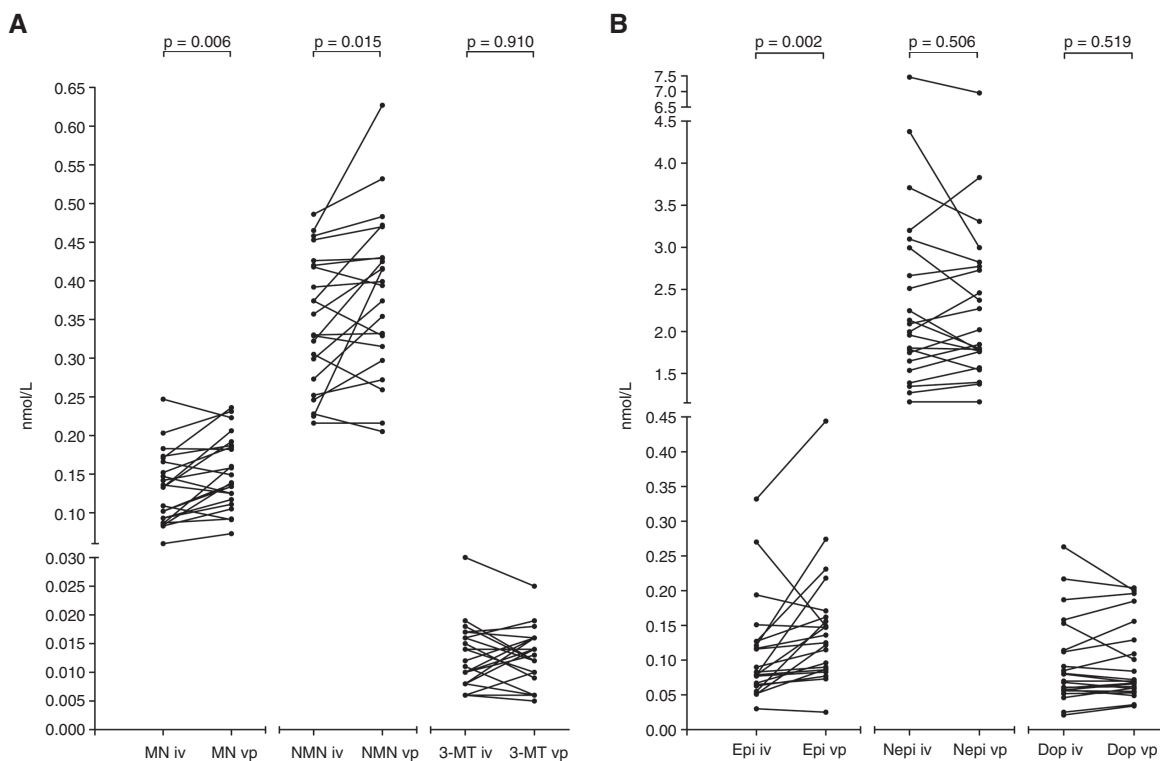 A
p = 0.006
p = 0.015
p = 0.910
0.65
0.60
0.55
0.50
0.45
0.40
0.35
0.30
0.25
0.20
0.15
0.10
0.030
0.025
0.020
0.015
0.010
0.005
0.000
nmol/L
MN iv
MN vp
NMN iv
NMN vp
3-MT iv
3-MT vp
B
p = 0.002
p = 0.506
p = 0.519
7.5
7.0
6.5
4.5
4.0
3.5
3.0
2.5
2.0
1.5
0.45
0.40
0.35
0.30
0.25
0.20
0.15
0.10
0.05
0.00
nmol/L
Epi iv
Epi vp
Nepi iv
Nepi vp
Dop iv
Dop vp